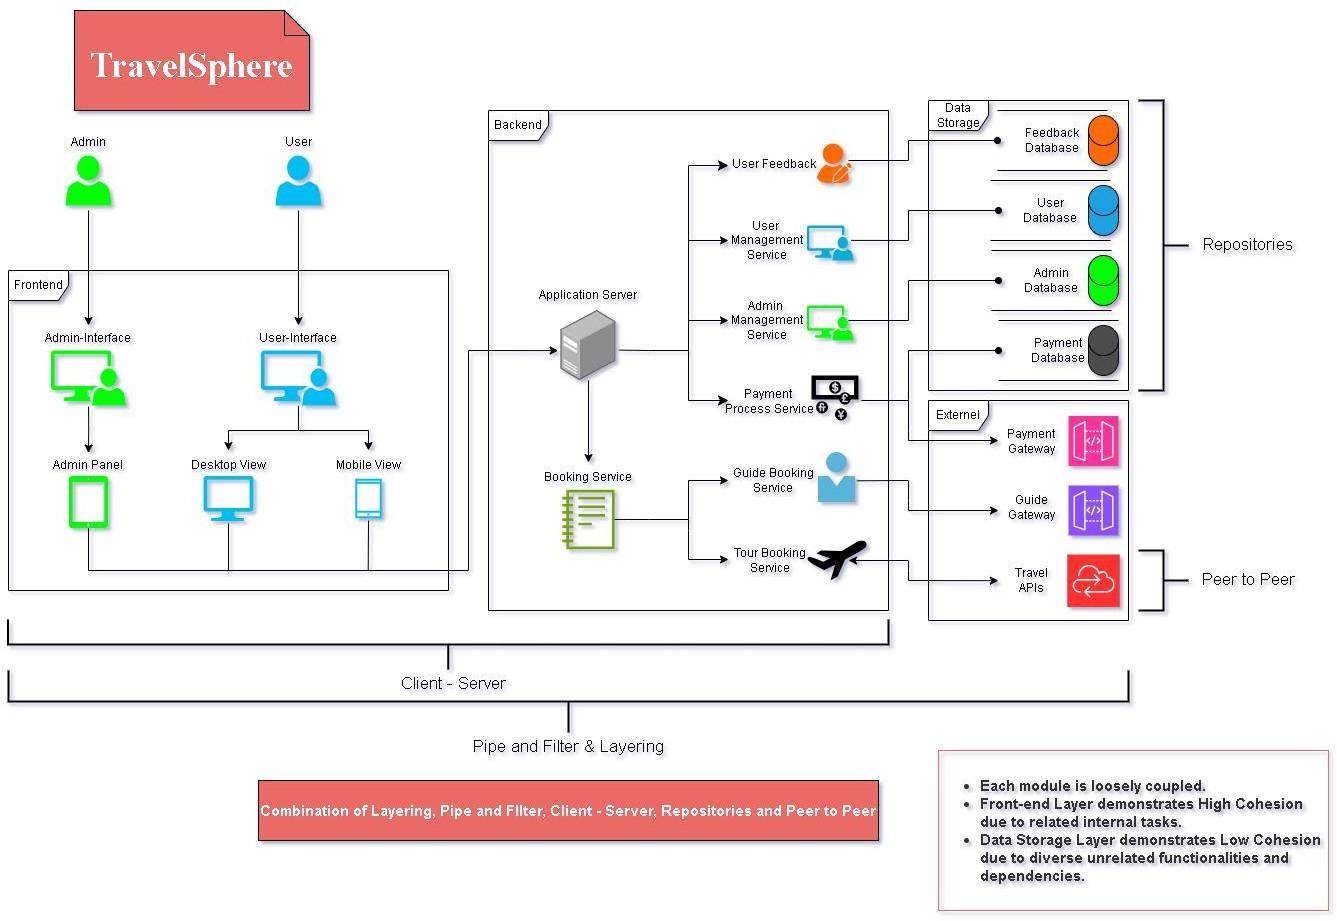 TravelSphere
Admin
User
Frontend
Admin-Interface
User-Interface
Admin Panel
Desktop View
Mobile View
Backend
Application Server
Booking Service
User Feedback
User
Management
Service
Admin
Management
Service
Payment
Process Service
Guide Booking
Service
Tour Booking
Service
Data
Storage
Feedback
Database
User
Database
Admin
Database
Payment
Database
Repositories
Externel
Payment
Gateway
Guide
Gateway
Travel
APIs
Peer to Peer
Client - Server
Pipe and Filter & Layering
Combination of Layering, Pipe and FIlter, Client - Server, Repositories and Peer to Peer
• Each module is loosely coupled.
• Front-end Layer demonstrates High Cohesion
due to related internal tasks.
• Data Storage Layer demonstrates Low Cohesion
due to diverse unrelated functionalities and
dependencies.